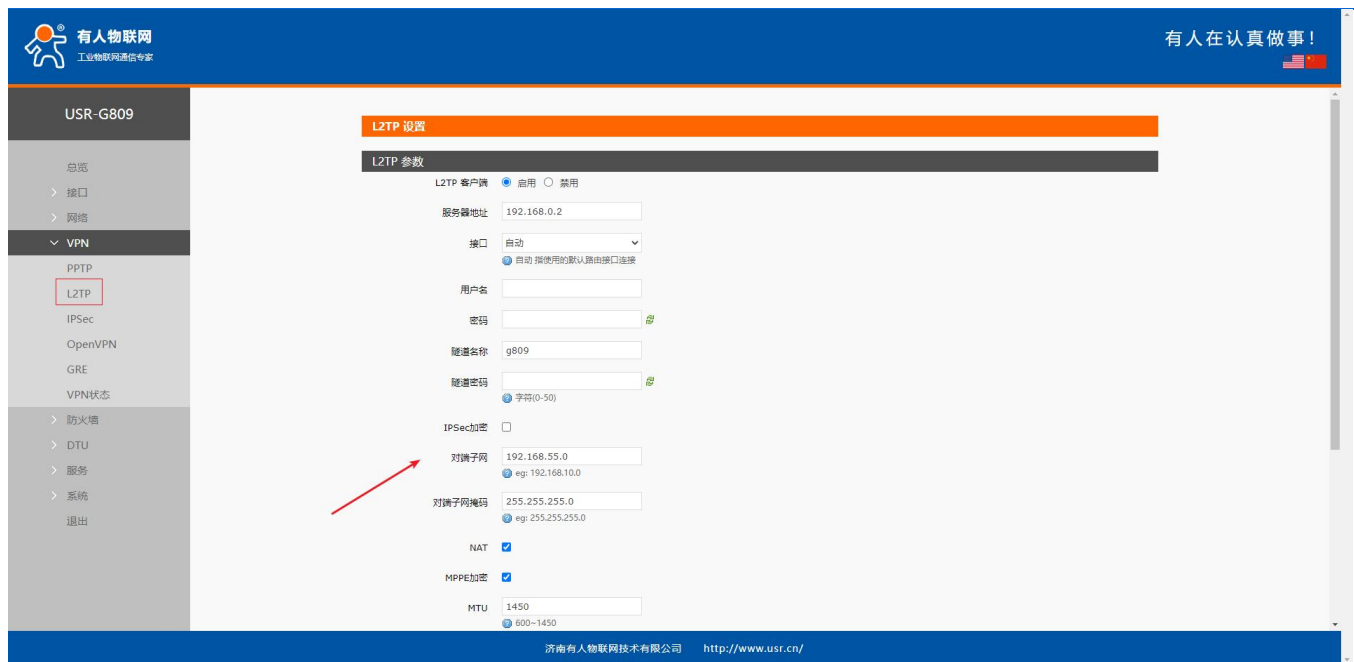 有人物联网
工业物联网通信专家
有人在认真做事！
USR-G809
总览
接口
网络
VPN
PPTP
L2TP
IPSec
OpenVPN
GRE
VPN状态
防火墙
DTU
服务
系统
退出
L2TP 设置
L2TP 参数
L2TP 客户端 启用 禁用
服务器地址 192.168.0.2
接口 自动
自动 指使用的默认路由接口连接
用户名
密码
隧道名称 g809
隧道密码
字符(0-50)
IPSec加密
对端子网 192.168.55.0
eg: 192.168.10.0
对端子网掩码 255.255.255.0
eg: 255.255.255.0
NAT
MPPE加密
MTU 1450
600~1450
济南有人物联网技术有限公司 http://www.usr.cn/